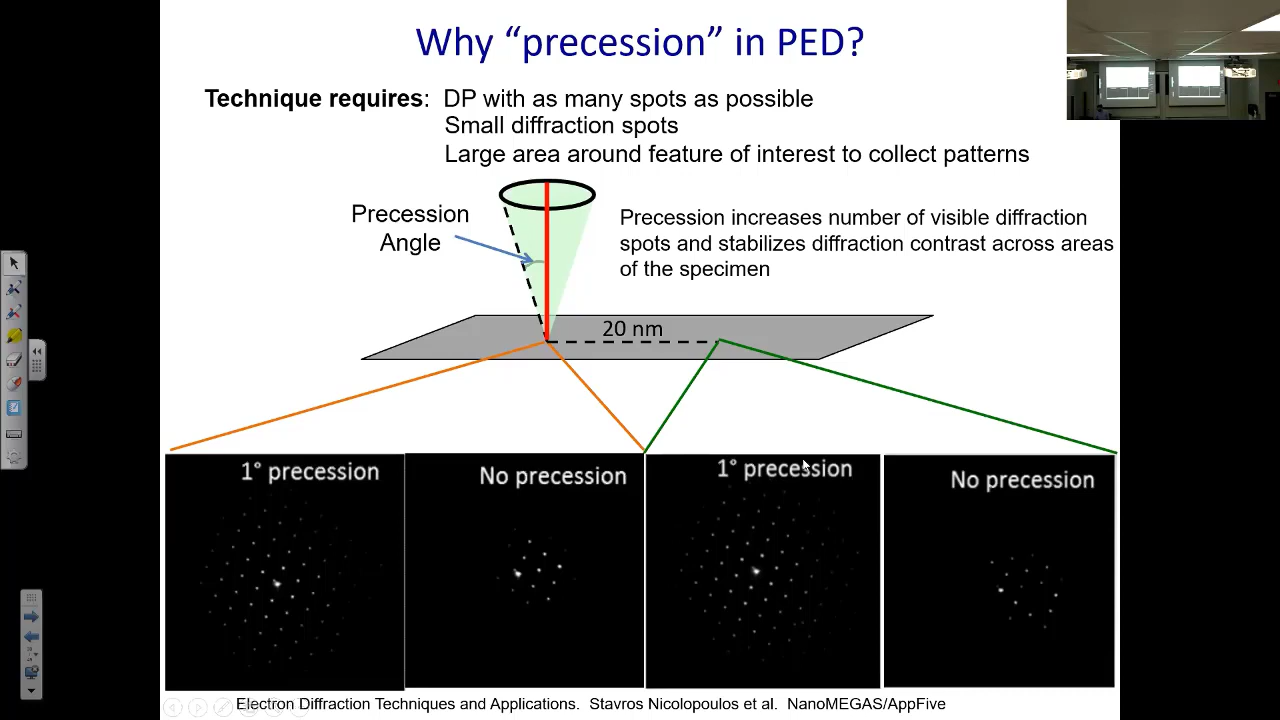 Why “precession” in PED?
Technique requires: DP with as many spots as possible
Small diffraction spots
Large area around feature of interest to collect patterns
Precession
Angle
Precession increases number of visible diffraction
spots and stabilizes diffraction contrast across areas
of the specimen
20 nm
1° precession
No precession
1° precession
No precession
Electron Diffraction Techniques and Applications. Stavros Nicolopoulos et al. NanoMEGAS/AppFive